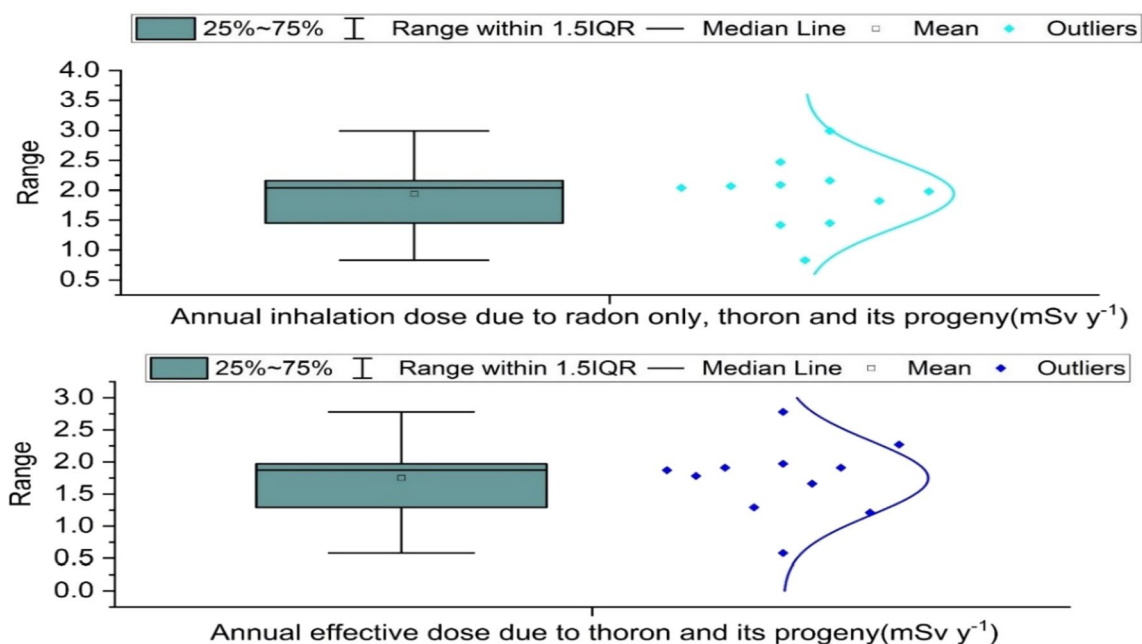 25%~75% Range within 1.5IQR Median Line Mean Outliers
4.0
3.5
3.0
2.5
2.0
1.5
1.0
0.5
Range
Annual inhalation dose due to radon only, thoron and its progeny(mSv y⁻¹)
25%~75% Range within 1.5IQR Median Line Mean Outliers
3.0
2.5
2.0
1.5
1.0
0.5
0.0
Range
Annual effective dose due to thoron and its progeny(mSv y⁻¹)